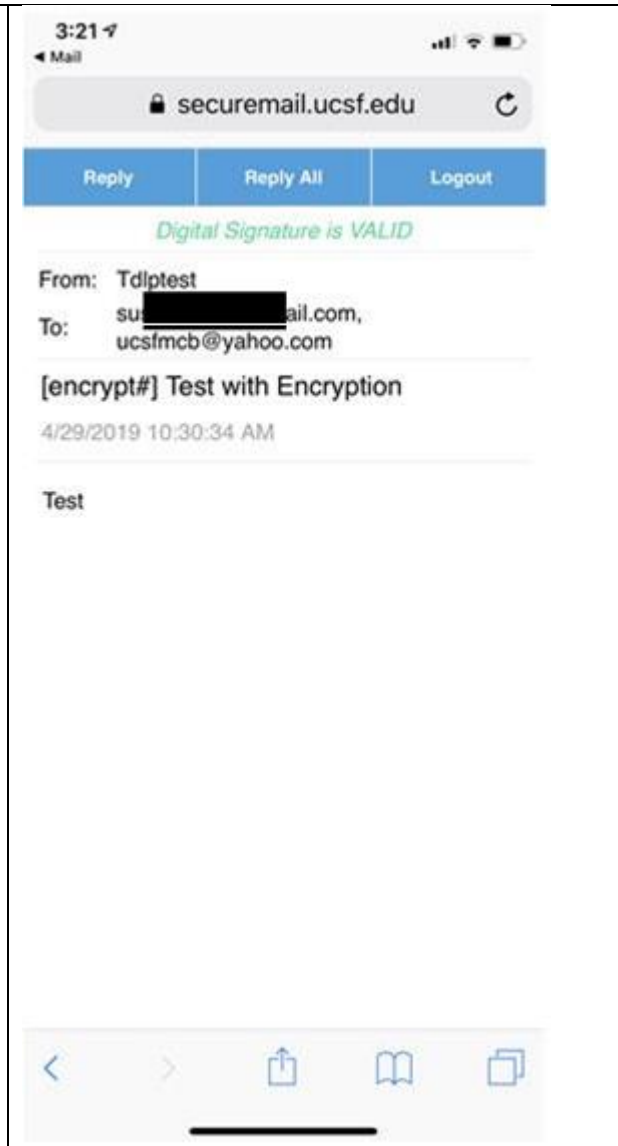 3:21
Mail
securemail.ucsf.edu
Reply Reply All Logout
Digital Signature is VALID
From: Tdlptest
To: su ail.com,
ucsfmcb@yahoo.com
[encrypt#] Test with Encryption
4/29/2019 10:30:34 AM
Test